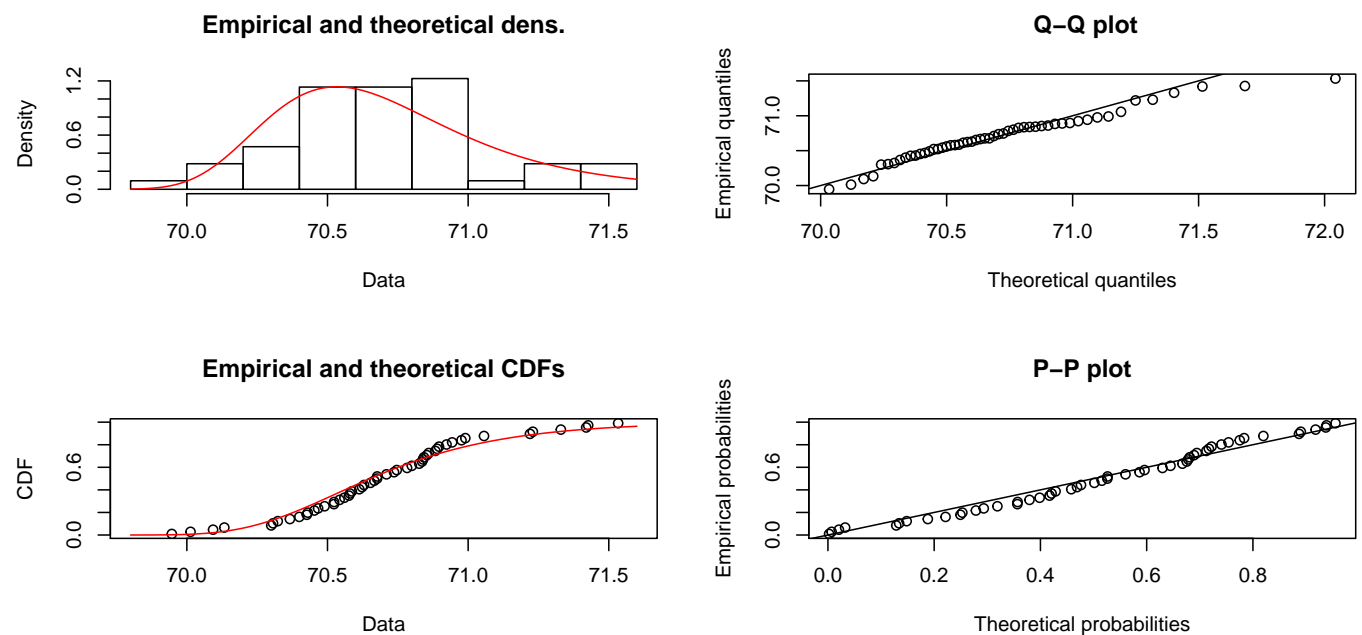 Empirical and theoretical dens.
Density
0.0 0.6 1.2
70.0 70.5 71.0 71.5
Data
Q−Q plot
Empirical quantiles
70.0 71.0
70.0 70.5 71.0 71.5 72.0
Theoretical quantiles
Empirical and theoretical CDFs
CDF
0.0 0.6
70.0 70.5 71.0 71.5
Data
P−P plot
Empirical probabilities
0.0 0.6
0.0 0.2 0.4 0.6 0.8
Theoretical probabilities